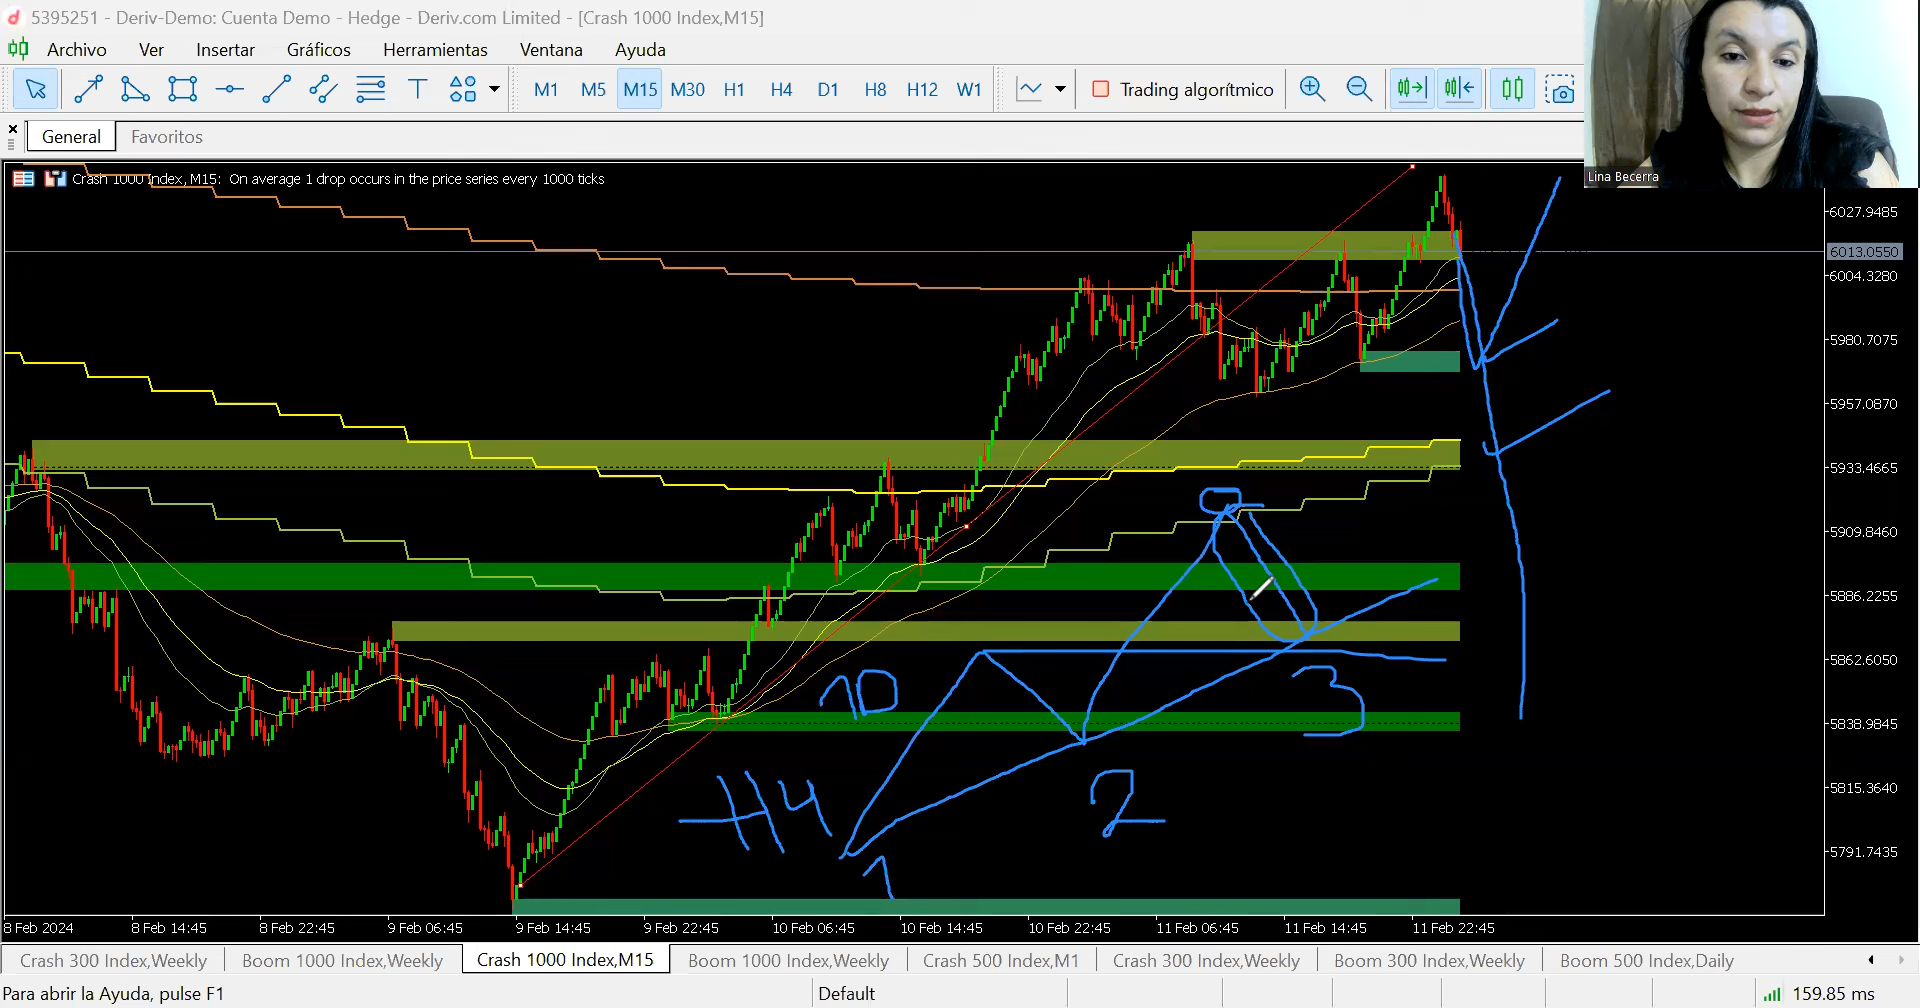 5395251 - Deriv-Demo: Cuenta Demo - Hedge - Deriv.com Limited - [Crash 1000 Index,M15]
Archivo Ver Insertar Gráficos Herramientas Ventana Ayuda
T M1 M5 M15 M30 H1 H4 D1 H8 H12 W1 Trading algorítmico
General Favoritos
Lina Becerra
Crash 1000 Index, M15: On average 1 drop occurs in the price series every 1000 ticks
6027.9485
6013.0550
6004.3280
5980.7075
5957.0870
5933.4665
5909.8460
5886.2255
5862.6050
5838.9845
5815.3640
5791.7435
1D
3
H4
2
1
8 Feb 2024 8 Feb 14:45 8 Feb 22:45 9 Feb 06:45 9 Feb 14:45 9 Feb 22:45 10 Feb 06:45 10 Feb 14:45 10 Feb 22:45 11 Feb 06:45 11 Feb 14:45 11 Feb 22:45
Crash 300 Index,Weekly Boom 1000 Index,Weekly Crash 1000 Index,M15 Boom 1000 Index,Weekly Crash 500 Index,M1 Crash 300 Index,Weekly Boom 300 Index,Weekly Boom 500 Index,Daily
Para abrir la Ayuda, pulse F1 Default 159.85 ms